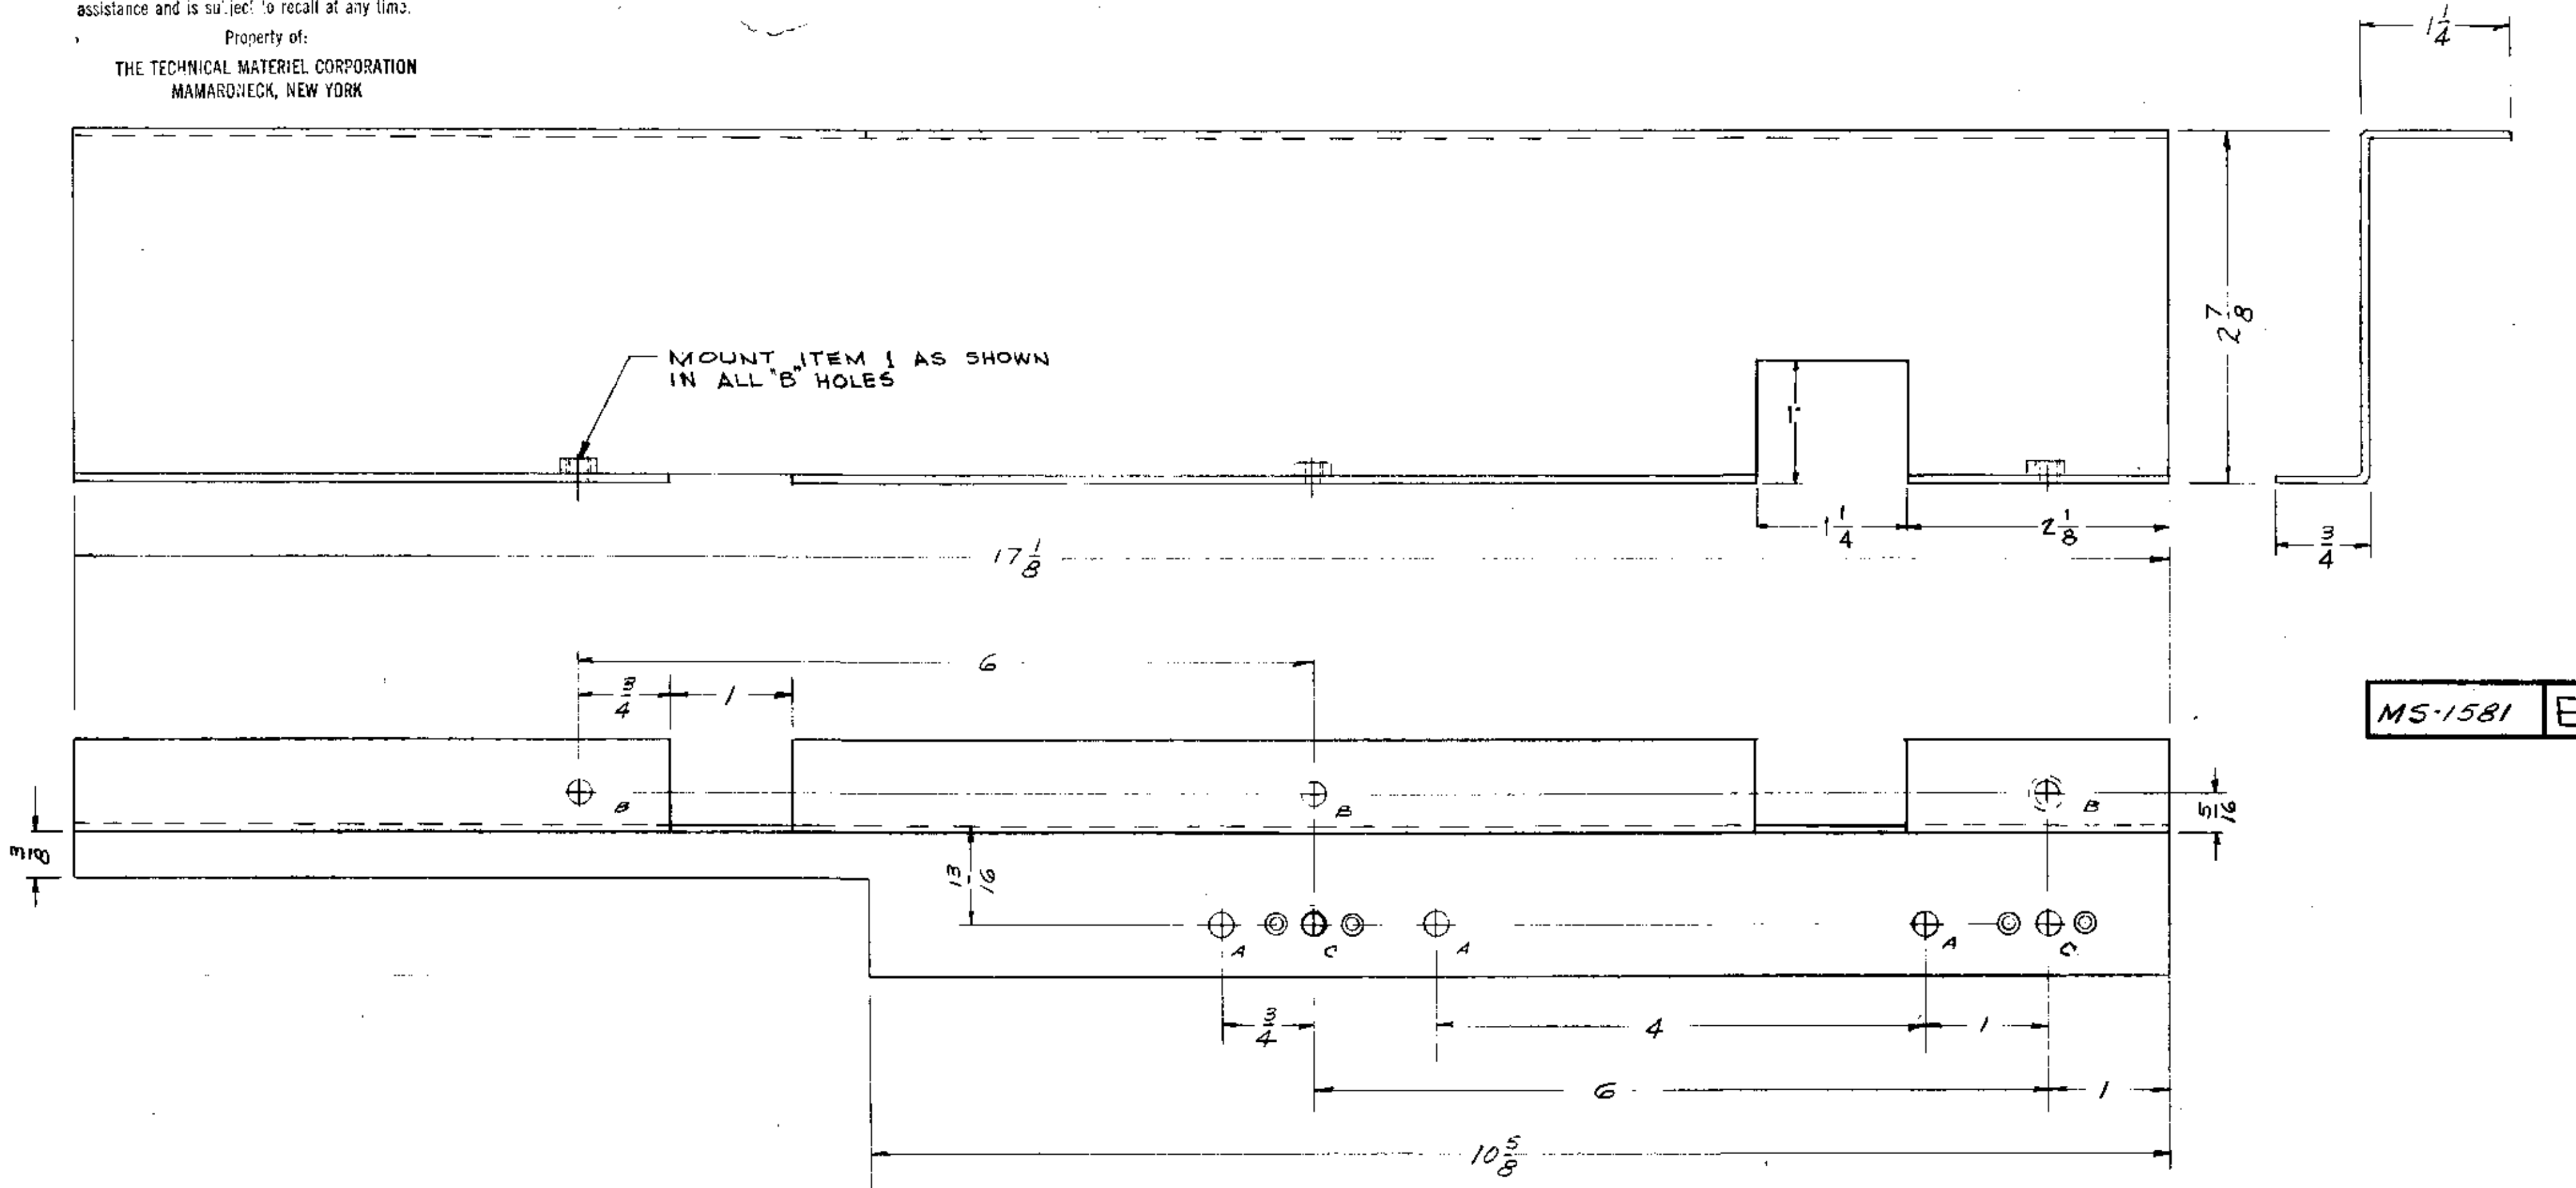 assistance and is subject to recall at any time.
Property of:
THE TECHNICAL MATERIEL CORPORATION
MAMARONECK, NEW YORK
1 1/4
MOUNT ITEM 1 AS SHOWN
IN ALL "B" HOLES
2 7/8
1"
1 1/4
2 1/8
3/4
17 1/8
6
3/4
1
MS-1581
B
B
B
5/16
3/8
13/16
A
C
A
A
C
3/4
4
1
6
1
10 5/8